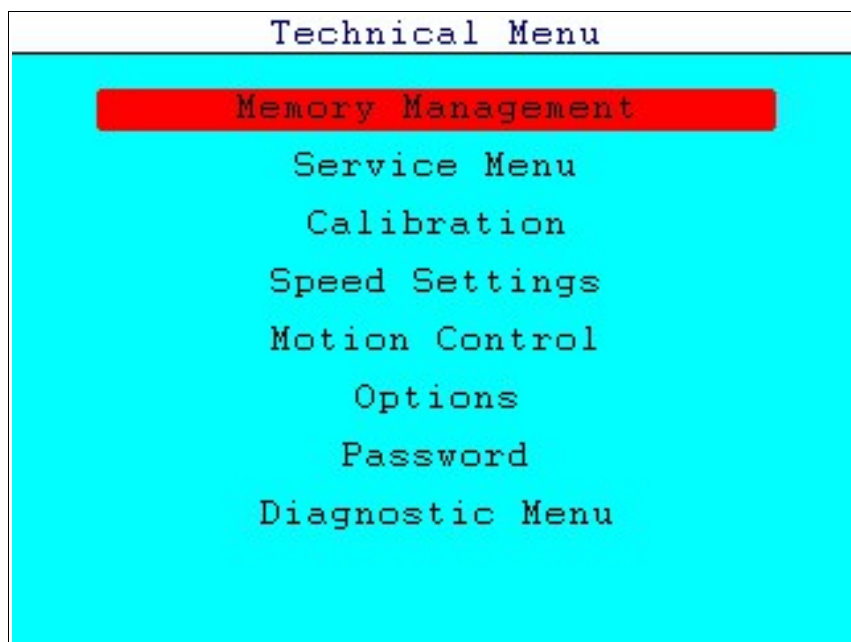 Technical Menu
Memory Management
Service Menu
Calibration
Speed Settings
Motion Control
Options
Password
Diagnostic Menu